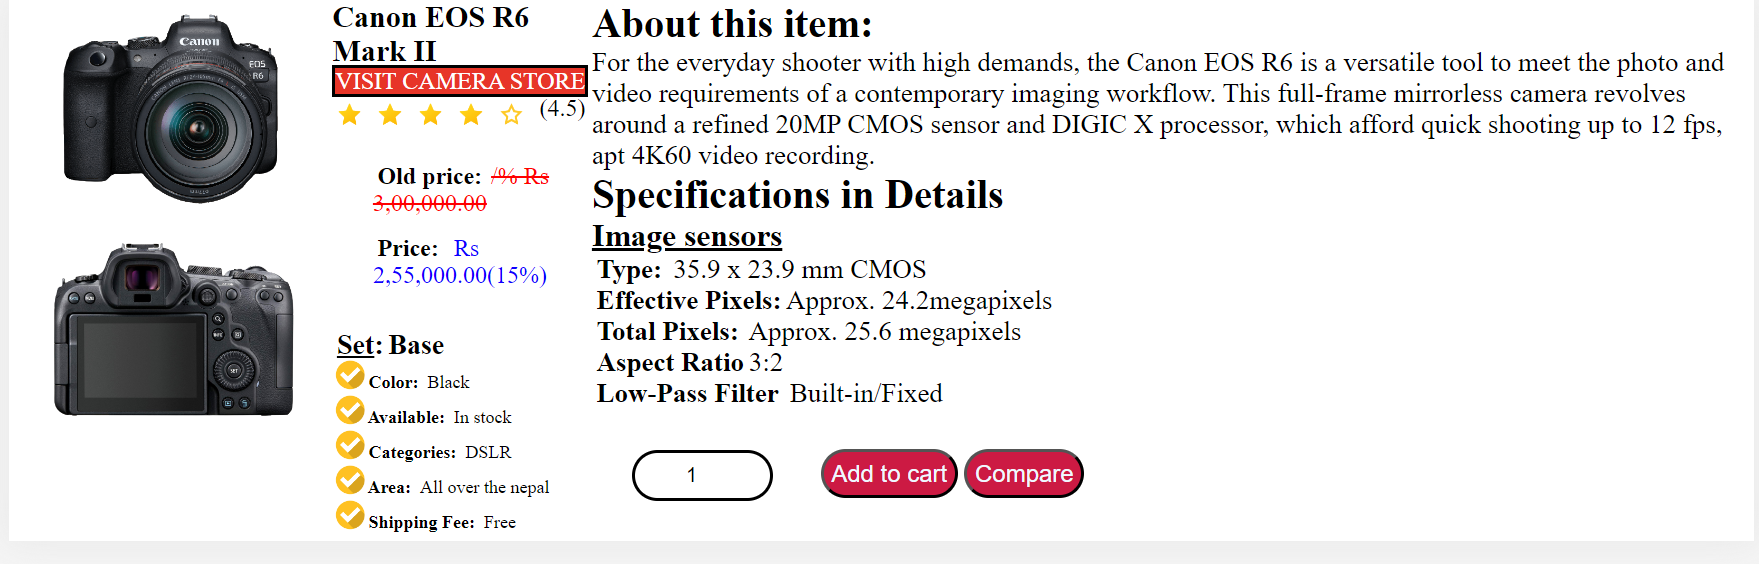 Canon
EOS
R6
Canon EOS R6
Mark II
VISIT CAMERA STORE
(4.5)
Old price: /% Rs
3,00,000.00
Price: Rs
2,55,000.00(15%)
Set: Base
Color: Black
Available: In stock
Categories: DSLR
Area: All over the nepal
Shipping Fee: Free
About this item:
For the everyday shooter with high demands, the Canon EOS R6 is a versatile tool to meet the photo and
video requirements of a contemporary imaging workflow. This full-frame mirrorless camera revolves
around a refined 20MP CMOS sensor and DIGIC X processor, which afford quick shooting up to 12 fps,
apt 4K60 video recording.
Specifications in Details
Image sensors
Type: 35.9 x 23.9 mm CMOS
Effective Pixels: Approx. 24.2megapixels
Total Pixels: Approx. 25.6 megapixels
Aspect Ratio 3:2
Low-Pass Filter Built-in/Fixed
1
Add to cart
Compare